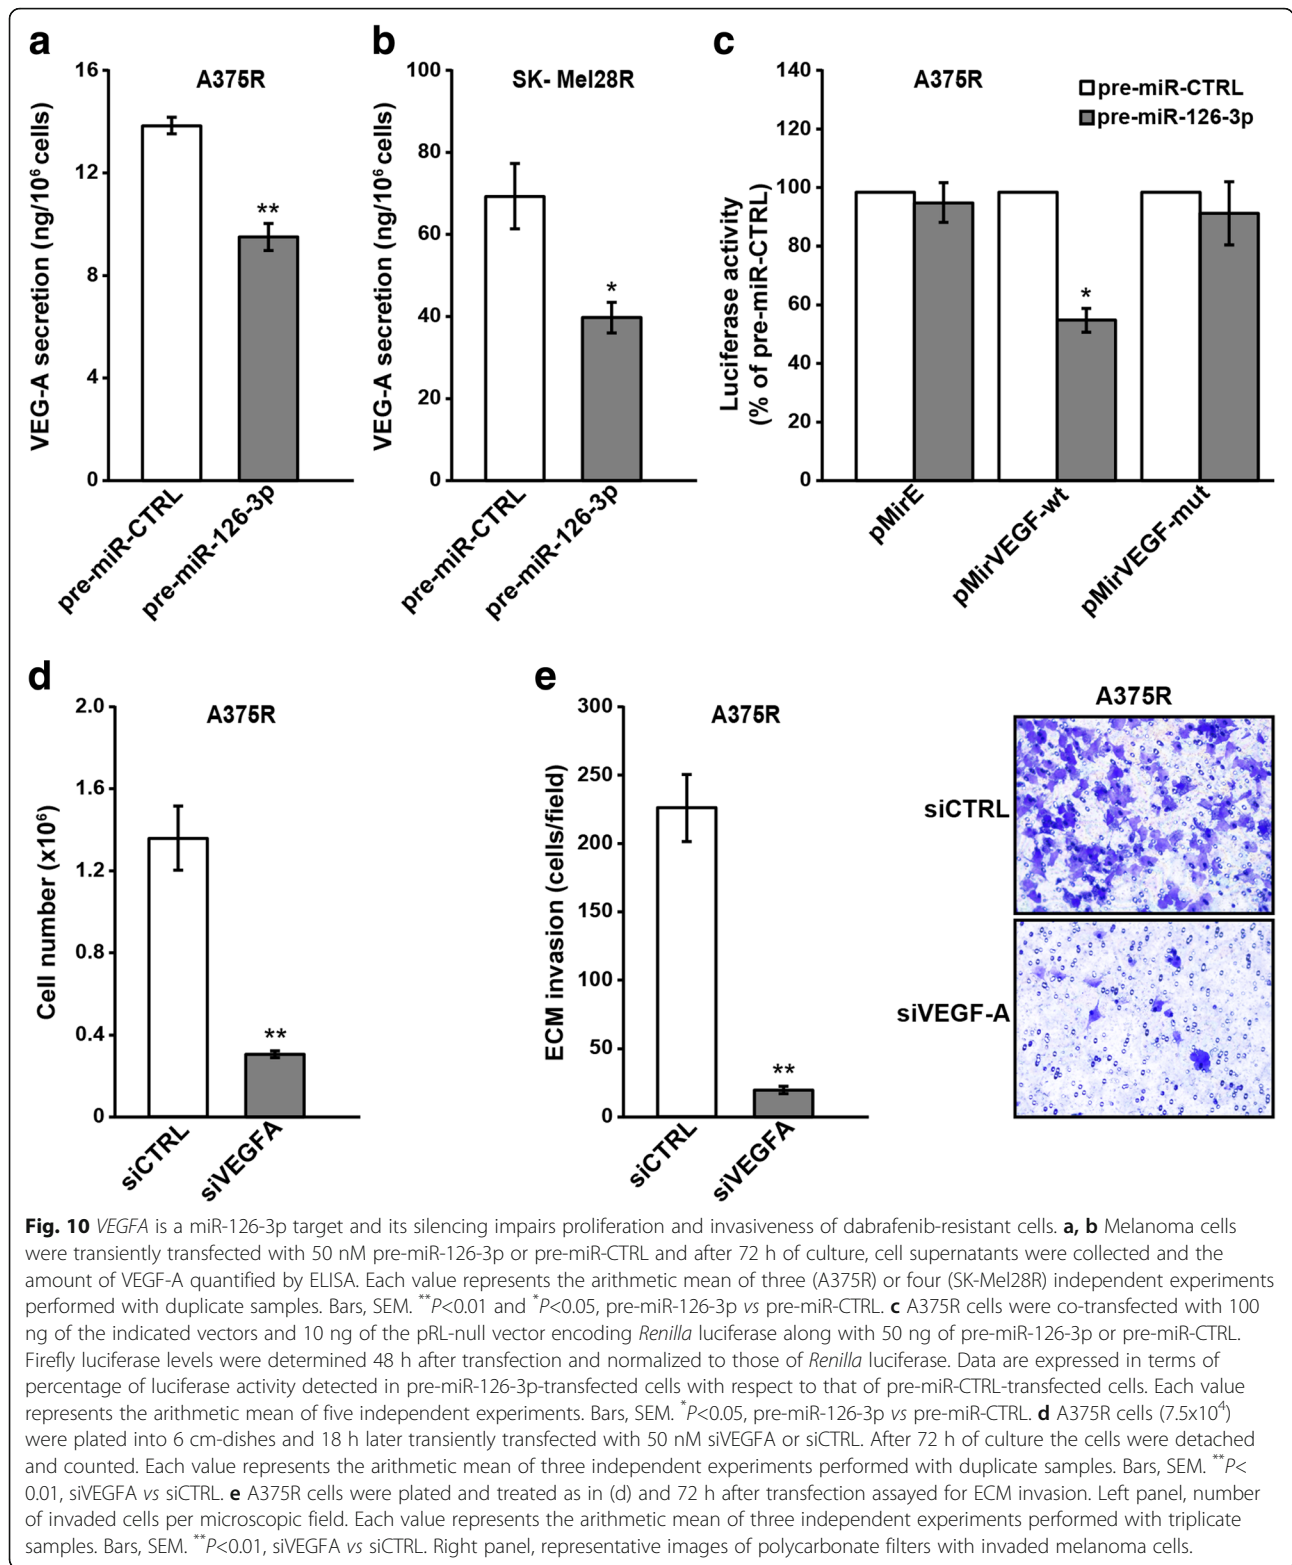 a
A375R
VEG-A secretion (ng/10⁶ cells)
16
12
8
4
0
**
pre-miR-CTRL
pre-miR-126-3p
b
SK- Mel28R
VEG-A secretion (ng/10⁶ cells)
100
80
60
40
20
0
*
pre-miR-CTRL
pre-miR-126-3p
c
A375R
pre-miR-CTRL
pre-miR-126-3p
Luciferase activity
(% of pre-miR-CTRL)
140
120
100
80
60
40
20
0
*
pMirE
pMirVEGF-wt
pMirVEGF-mut
d
A375R
Cell number (x10⁶)
2.0
1.6
1.2
0.8
0.4
0
**
siCTRL
siVEGFA
e
A375R
ECM invasion (cells/field)
300
250
200
150
100
50
0
**
siCTRL
siVEGFA
A375R
siCTRL
siVEGF-A
Fig. 10 VEGFA is a miR-126-3p target and its silencing impairs proliferation and invasiveness of dabrafenib-resistant cells. a, b Melanoma cells
were transiently transfected with 50 nM pre-miR-126-3p or pre-miR-CTRL and after 72 h of culture, cell supernatants were collected and the
amount of VEGF-A quantified by ELISA. Each value represents the arithmetic mean of three (A375R) or four (SK-Mel28R) independent experiments
performed with duplicate samples. Bars, SEM. **P<0.01 and *P<0.05, pre-miR-126-3p vs pre-miR-CTRL. c A375R cells were co-transfected with 100
ng of the indicated vectors and 10 ng of the pRL-null vector encoding Renilla luciferase along with 50 ng of pre-miR-126-3p or pre-miR-CTRL.
Firefly luciferase levels were determined 48 h after transfection and normalized to those of Renilla luciferase. Data are expressed in terms of
percentage of luciferase activity detected in pre-miR-126-3p-transfected cells with respect to that of pre-miR-CTRL-transfected cells. Each value
represents the arithmetic mean of five independent experiments. Bars, SEM. *P<0.05, pre-miR-126-3p vs pre-miR-CTRL. d A375R cells (7.5x10⁴)
were plated into 6 cm-dishes and 18 h later transiently transfected with 50 nM siVEGFA or siCTRL. After 72 h of culture the cells were detached
and counted. Each value represents the arithmetic mean of three independent experiments performed with duplicate samples. Bars, SEM. **P<
0.01, siVEGFA vs siCTRL. e A375R cells were plated and treated as in (d) and 72 h after transfection assayed for ECM invasion. Left panel, number
of invaded cells per microscopic field. Each value represents the arithmetic mean of three independent experiments performed with triplicate
samples. Bars, SEM. **P<0.01, siVEGFA vs siCTRL. Right panel, representative images of polycarbonate filters with invaded melanoma cells.